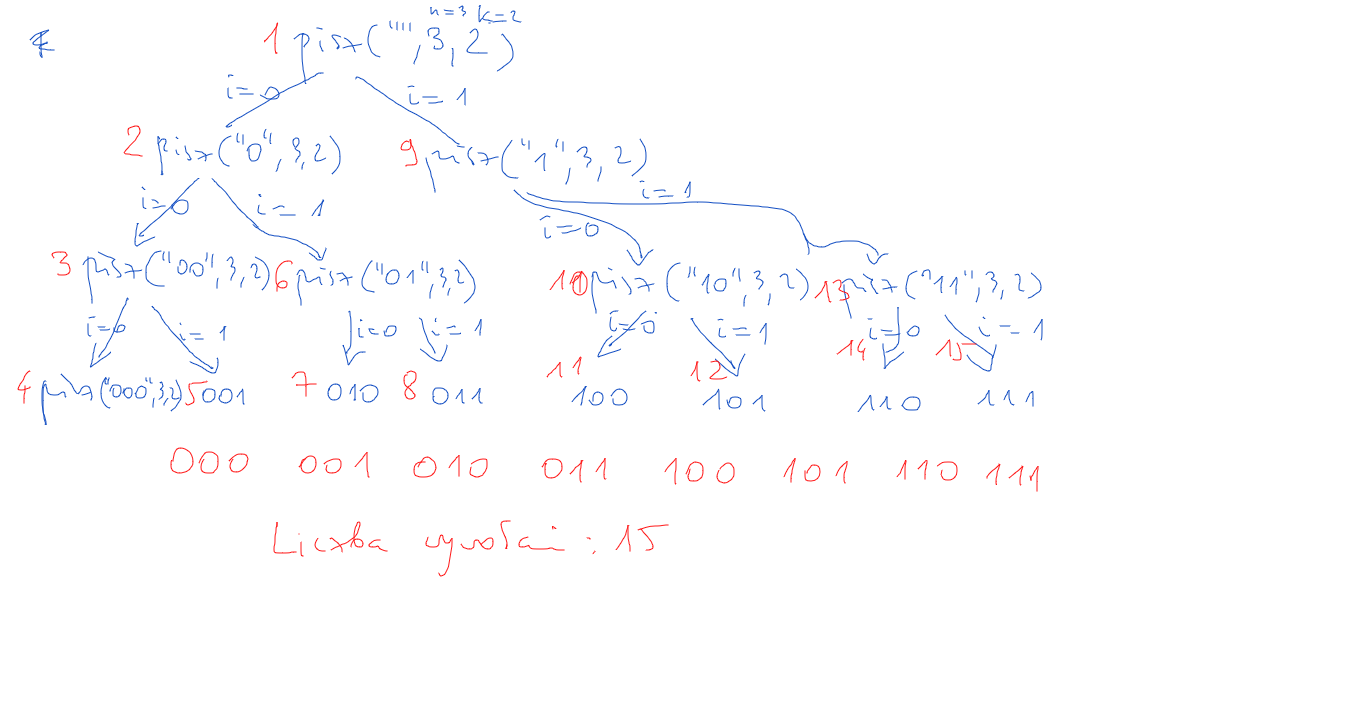 n=3 k=2
1 pisz("", 3, 2)
i=0 i=1
2 pisz("0", 3, 2) 9 pisz("1", 3, 2)
i=0 i=1 i=0 i=1
3 pisz("00", 3, 2) 6 pisz("01", 3, 2) 10 pisz("10", 3, 2) 13 pisz("11", 3, 2)
i=0 i=1 i=0 i=1 i=0 i=1 i=0 i=1
4 pisz("000", 3, 2) 5 001 7 010 8 011 11 100 12 101 14 110 15 111
000 001 010 011 100 101 110 111
Liczba wywołań : 15